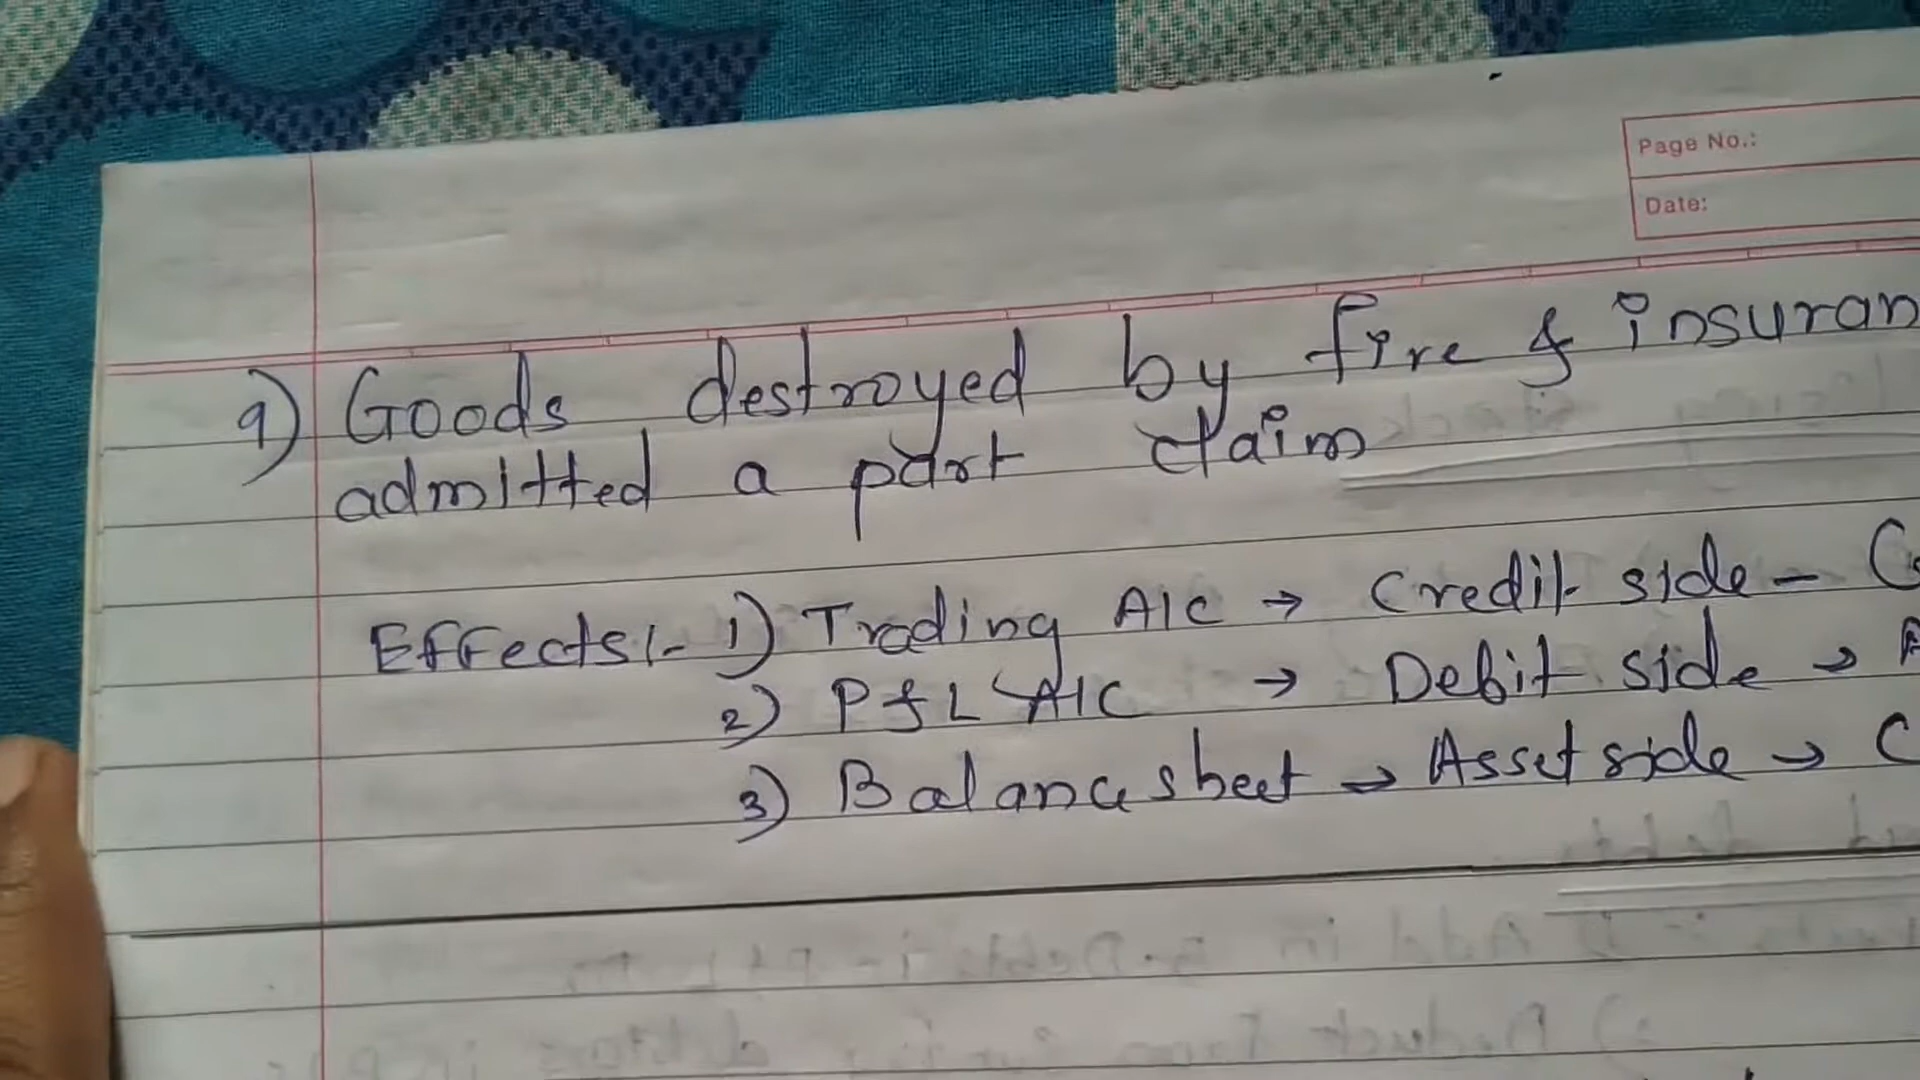 Page No.:
Date:
9) Goods destroyed by fire & insuran
admitted a part claim
Effects:- 1) Trading A/C → Credit side –
2) P & L A/C → Debit side →
3) Balance sheet → Asset side → C